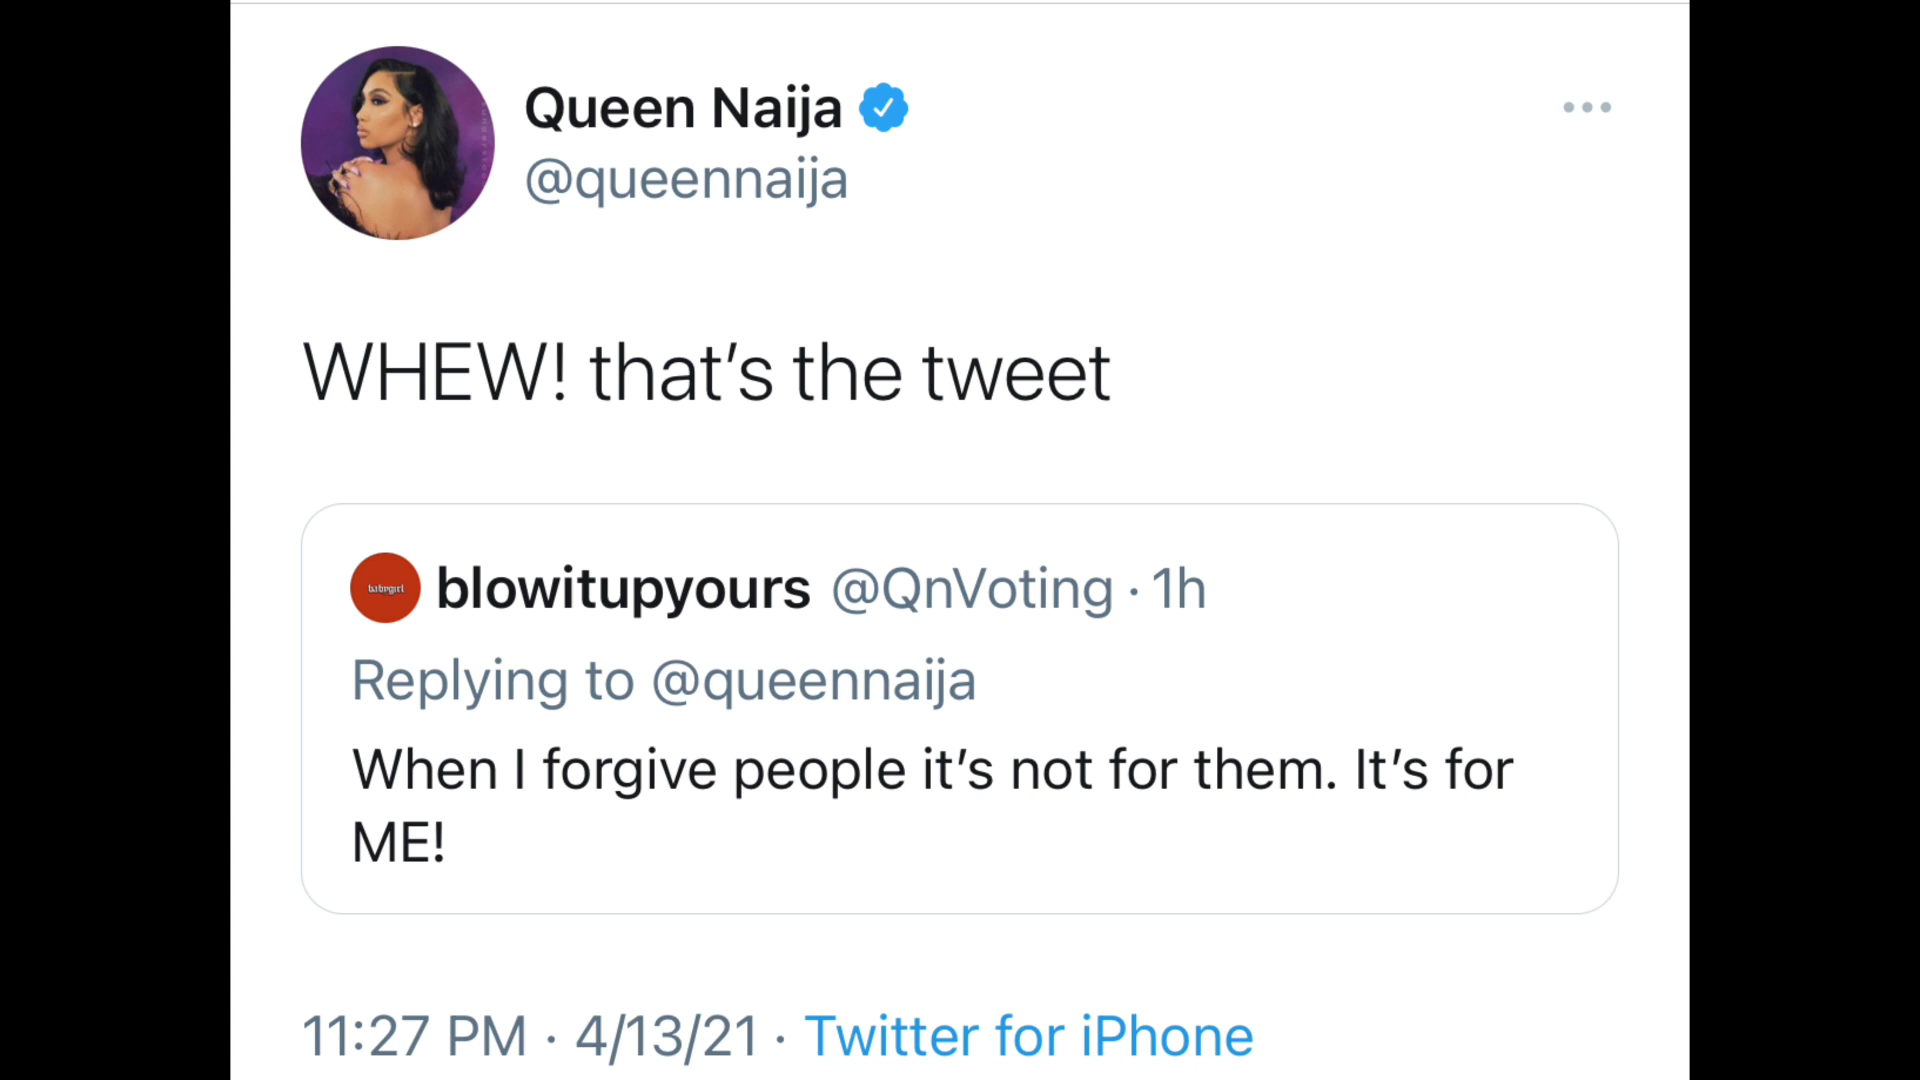 Queen Naija
@queennaija
WHEW! that’s the tweet
babygirl
blowitupyours @QnVoting · 1h
Replying to @queennaija
When I forgive people it’s not for them. It’s for
ME!
11:27 PM · 4/13/21 · Twitter for iPhone